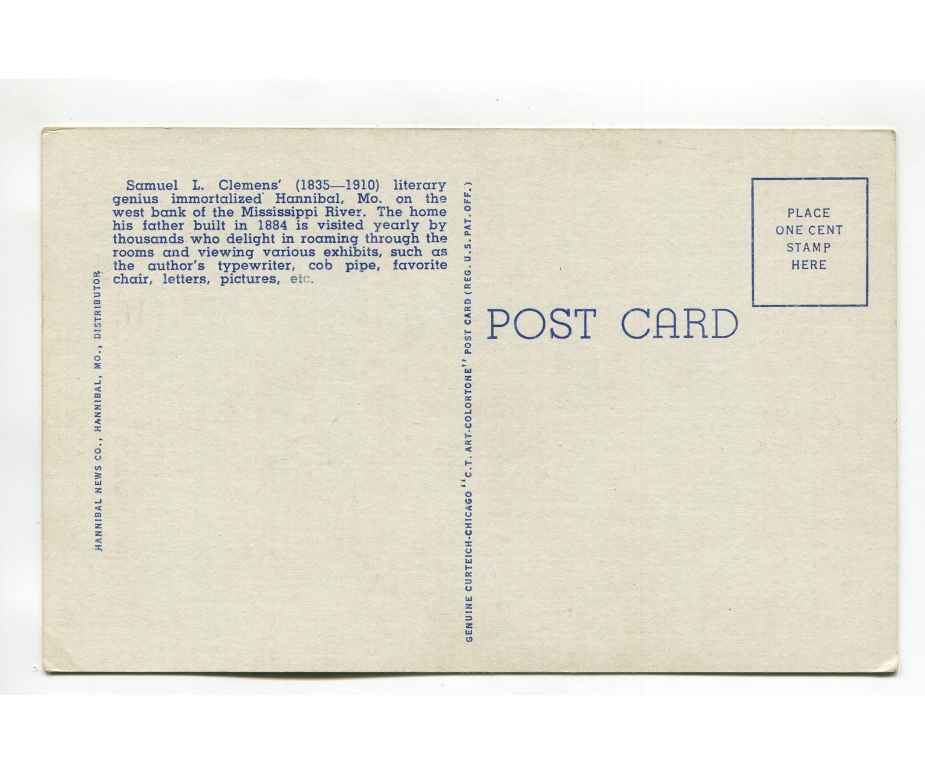 Samuel L. Clemens' (1835—1910) literary
genius immortalized Hannibal, Mo. on the
west bank of the Mississippi River. The home
his father built in 1884 is visited yearly by
thousands who delight in roaming through the
rooms and viewing various exhibits, such as
the author's typewriter, cob pipe, favorite
chair, letters, pictures, etc.
HANNIBAL NEWS CO., HANNIBAL, MO., DISTRIBUTOR
GENUINE CURTEICH-CHICAGO "C.T. ART-COLORTONE" POST CARD (REG. U.S. PAT. OFF.)
POST CARD
PLACE
ONE CENT
STAMP
HERE